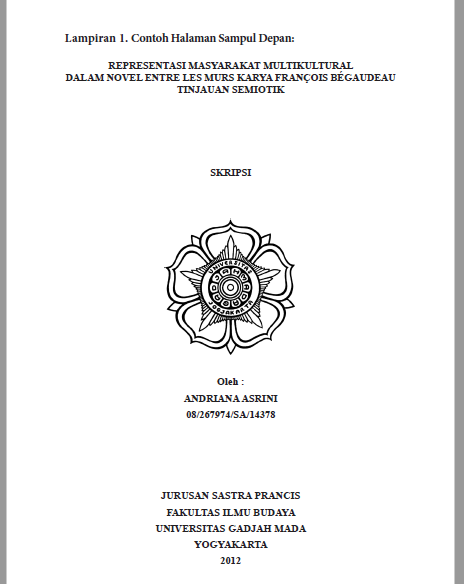 Lampiran 1. Contoh Halaman Sampul Depan:
REPRESENTASI MASYARAKAT MULTIKULTURAL
DALAM NOVEL ENTRE LES MURS KARYA FRANÇOIS BÉGAUDEAU
TINJAUAN SEMIOTIK
SKRIPSI
UNIVERSITAS
GADJAH MADA
JOGJAKARTA
Oleh :
ANDRIANA ASRINI
08/267974/SA/14378
JURUSAN SASTRA PRANCIS
FAKULTAS ILMU BUDAYA
UNIVERSITAS GADJAH MADA
YOGYAKARTA
2012